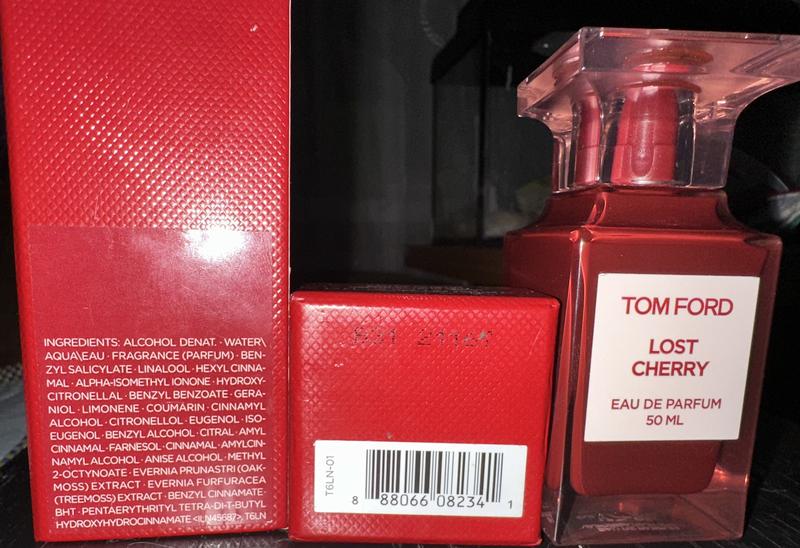 INGREDIENTS: ALCOHOL DENAT. · WATER\
AQUA\EAU · FRAGRANCE (PARFUM) · BEN-
ZYL SALICYLATE · LINALOOL · HEXYL CINNA-
MAL · ALPHA-ISOMETHYL IONONE · HYDROXY-
CITRONELLAL · BENZYL BENZOATE · GERA-
NIOL · LIMONENE · COUMARIN · CINNAMYL
ALCOHOL · CITRONELLOL · EUGENOL · ISO-
EUGENOL · BENZYL ALCOHOL · CITRAL · AMYL
CINNAMAL · FARNESOL · CINNAMAL · AMYLCIN-
NAMYL ALCOHOL · ANISE ALCOHOL · METHYL
2-OCTYNOATE · EVERNIA PRUNASTRI (OAK-
MOSS) EXTRACT · EVERNIA FURFURACEA
(TREEMOSS) EXTRACT · BENZYL CINNAMATE ·
BHT · PENTAERYTHRITYL TETRA-DI-T-BUTYL
HYDROXYHYDROCINNAMATE <ILN45687>, T6LN
T6LN-01
8 88066 08234 1
TOM FORD
LOST
CHERRY
EAU DE PARFUM
50 ML